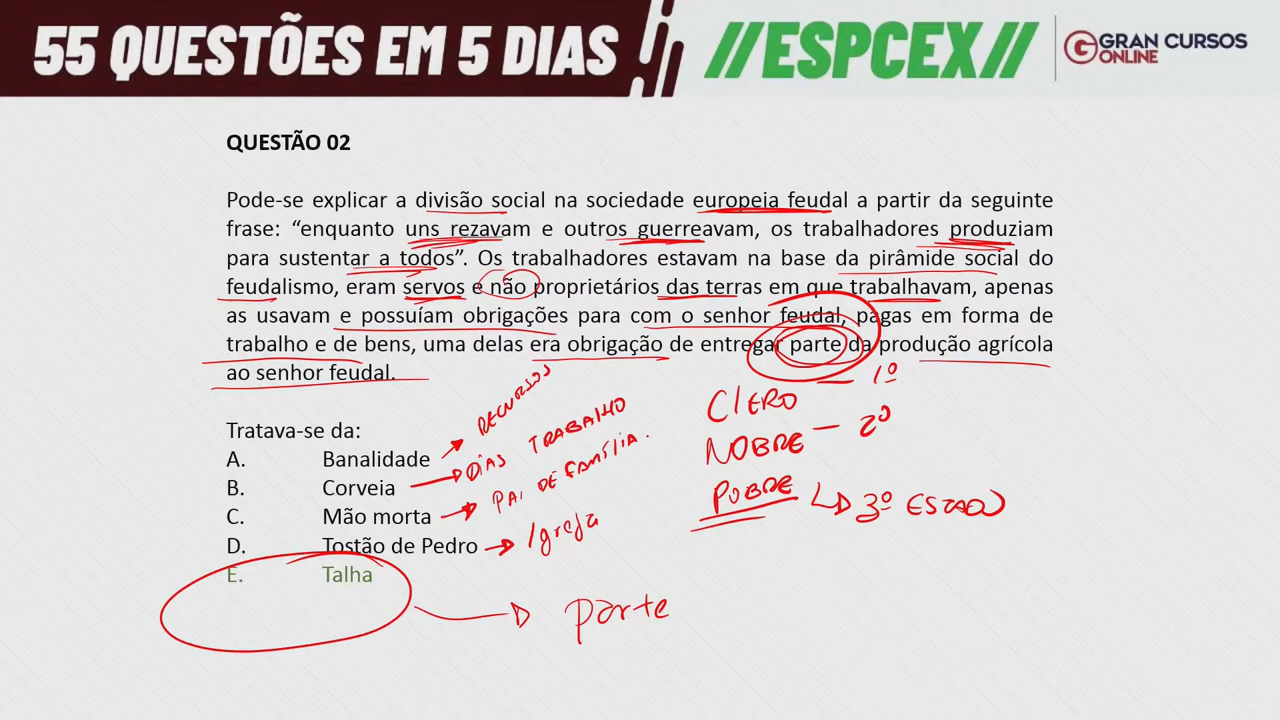 55 QUESTÕES EM 5 DIAS
//ESPCEX//
GRAN CURSOS
ONLINE
QUESTÃO 02
Pode-se explicar a divisão social na sociedade europeia feudal a partir da seguinte
frase: “enquanto uns rezavam e outros guerreavam, os trabalhadores produziam
para sustentar a todos”. Os trabalhadores estavam na base da pirâmide social do
feudalismo, eram servos e não proprietários das terras em que trabalhavam, apenas
as usavam e possuíam obrigações para com o senhor feudal, pagas em forma de
trabalho e de bens, uma delas era obrigação de entregar parte da produção agrícola
ao senhor feudal.
Tratava-se da:
A. Banalidade RECURSOS
B. Corveia DIAS TRABALHO
C. Mão morta PAI DE FAMÍLIA.
D. Tostão de Pedro Igreja
E. Talha
parte
CLERO — 1º
NOBRE — 2º
POBRE 3º ESTADO